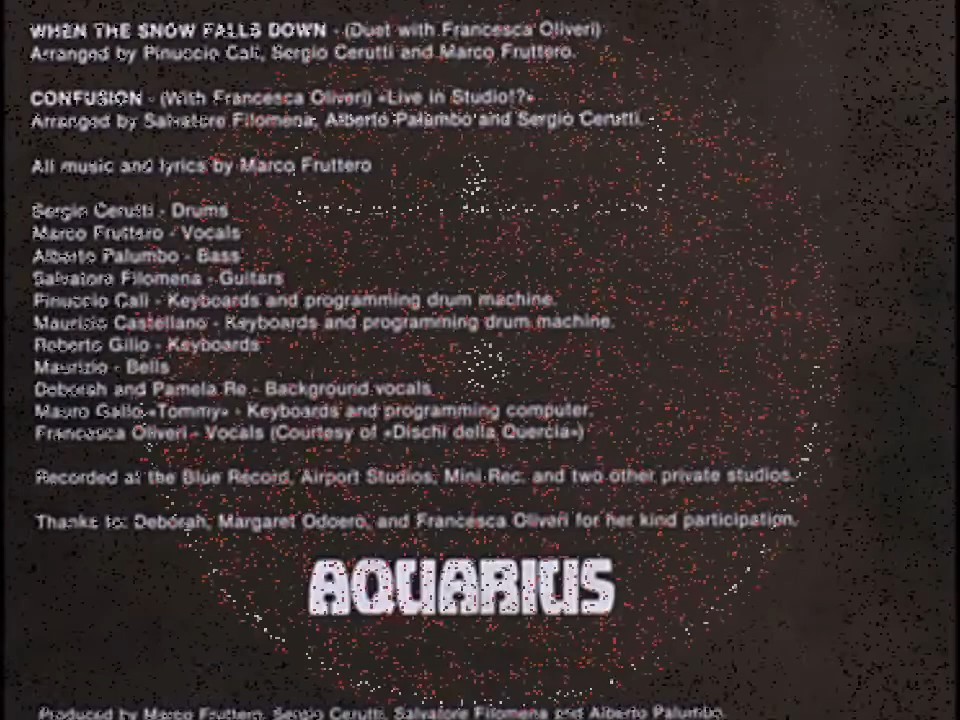 WHEN THE SNOW FALLS DOWN - (Duet with Francesca Oliveri)
Arranged by Pinuccio Calì, Sergio Cerutti and Marco Fruttero.
CONFUSION - (With Francesca Oliveri) «Live in Studio!?»
Arranged by Salvatore Filomena, Alberto Palumbo and Sergio Cerutti.
All music and lyrics by Marco Fruttero
Sergio Cerutti - Drums
Marco Fruttero - Vocals
Alberto Palumbo - Bass
Salvatore Filomena - Guitars
Pinuccio Calì - Keyboards and programming drum machine.
Maurizio Castellano - Keyboards and programming drum machine.
Roberto Gilio - Keyboards
Maurizio - Bells
Deborah and Pamela Re - Background vocals
Mauro Gallo «Tommy» - Keyboards and programming computer.
Francesca Oliveri - Vocals (Courtesy of «Dischi della Quercia»)
Recorded at the Blue Record, Airport Studios, Mini Rec. and two other private studios.
Thanks to: Deborah, Margaret Odoero, and Francesca Oliveri for her kind participation.
AQUARIUS
Produced by Marco Fruttero, Sergio Cerutti, Salvatore Filomena and Alberto Palumbo.